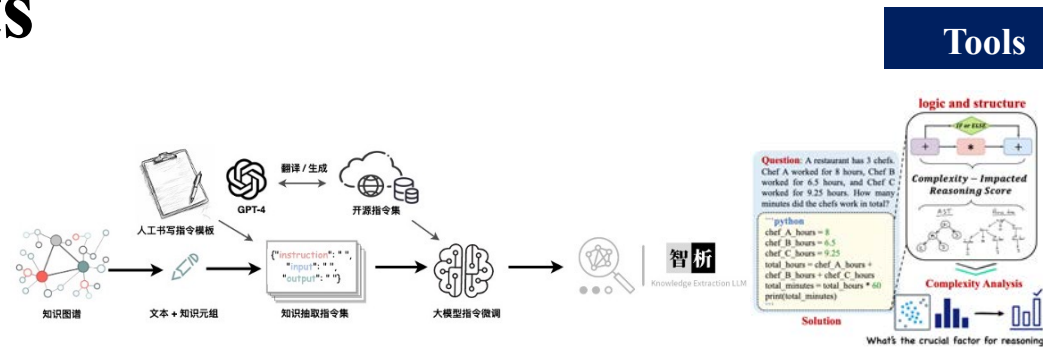 ts
Tools
人工书写指令模板
GPT-4
翻译 / 生成
开源指令集
知识图谱
文本 + 知识元组
{"instruction": " ",
"input": " ",
"output": " "}
知识抽取指令集
大模型指令微调
智析
Knowledge Extraction LLM
Question: A restaurant has 3 chefs.
Chef A worked for 8 hours, Chef B
worked for 6.5 hours, and Chef C
worked for 9.25 hours. How many
minutes did the chefs work in total?
```python
chef_A_hours = 8
chef_B_hours = 6.5
chef_C_hours = 9.25
total_hours = chef_A_hours +
chef_B_hours + chef_C_hours
total_minutes = total_hours * 60
print(total_minutes)
```
Solution
logic and structure
IF or ELSE
+ * +
Complexity – Impacted
Reasoning Score
AST
Complexity Analysis
What's the crucial factor for reasoning